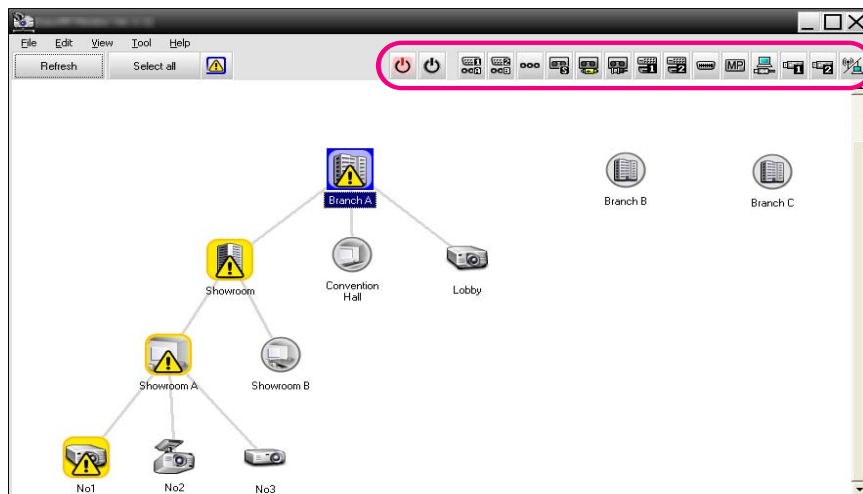 File Edit View Tool Help
Refresh Select all
MP
Branch A
Branch B
Branch C
Showroom
Convention
Hall
Lobby
Showroom A
Showroom B
No1
No2
No3